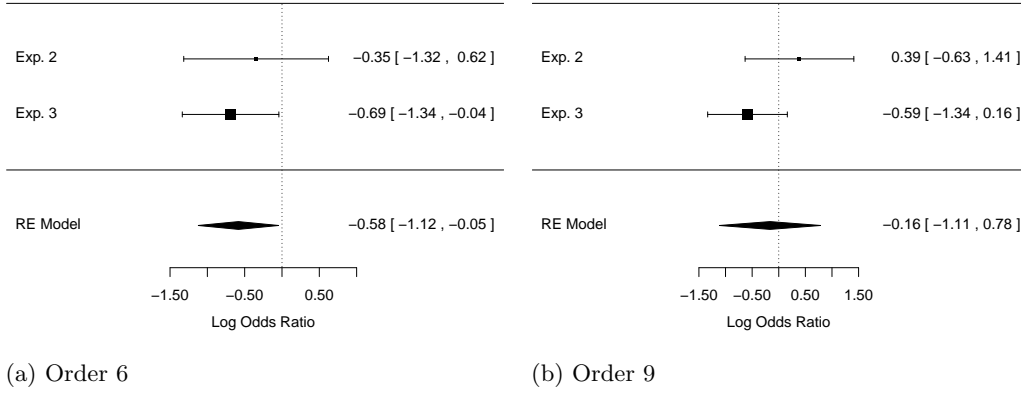 Exp. 2 −0.35 [ −1.32 , 0.62 ]
Exp. 3 −0.69 [ −1.34 , −0.04 ]
RE Model −0.58 [ −1.12 , −0.05 ]
−1.50 −0.50 0.50
Log Odds Ratio
(a) Order 6
Exp. 2 0.39 [ −0.63 , 1.41 ]
Exp. 3 −0.59 [ −1.34 , 0.16 ]
RE Model −0.16 [ −1.11 , 0.78 ]
−1.50 −0.50 0.50 1.50
Log Odds Ratio
(b) Order 9